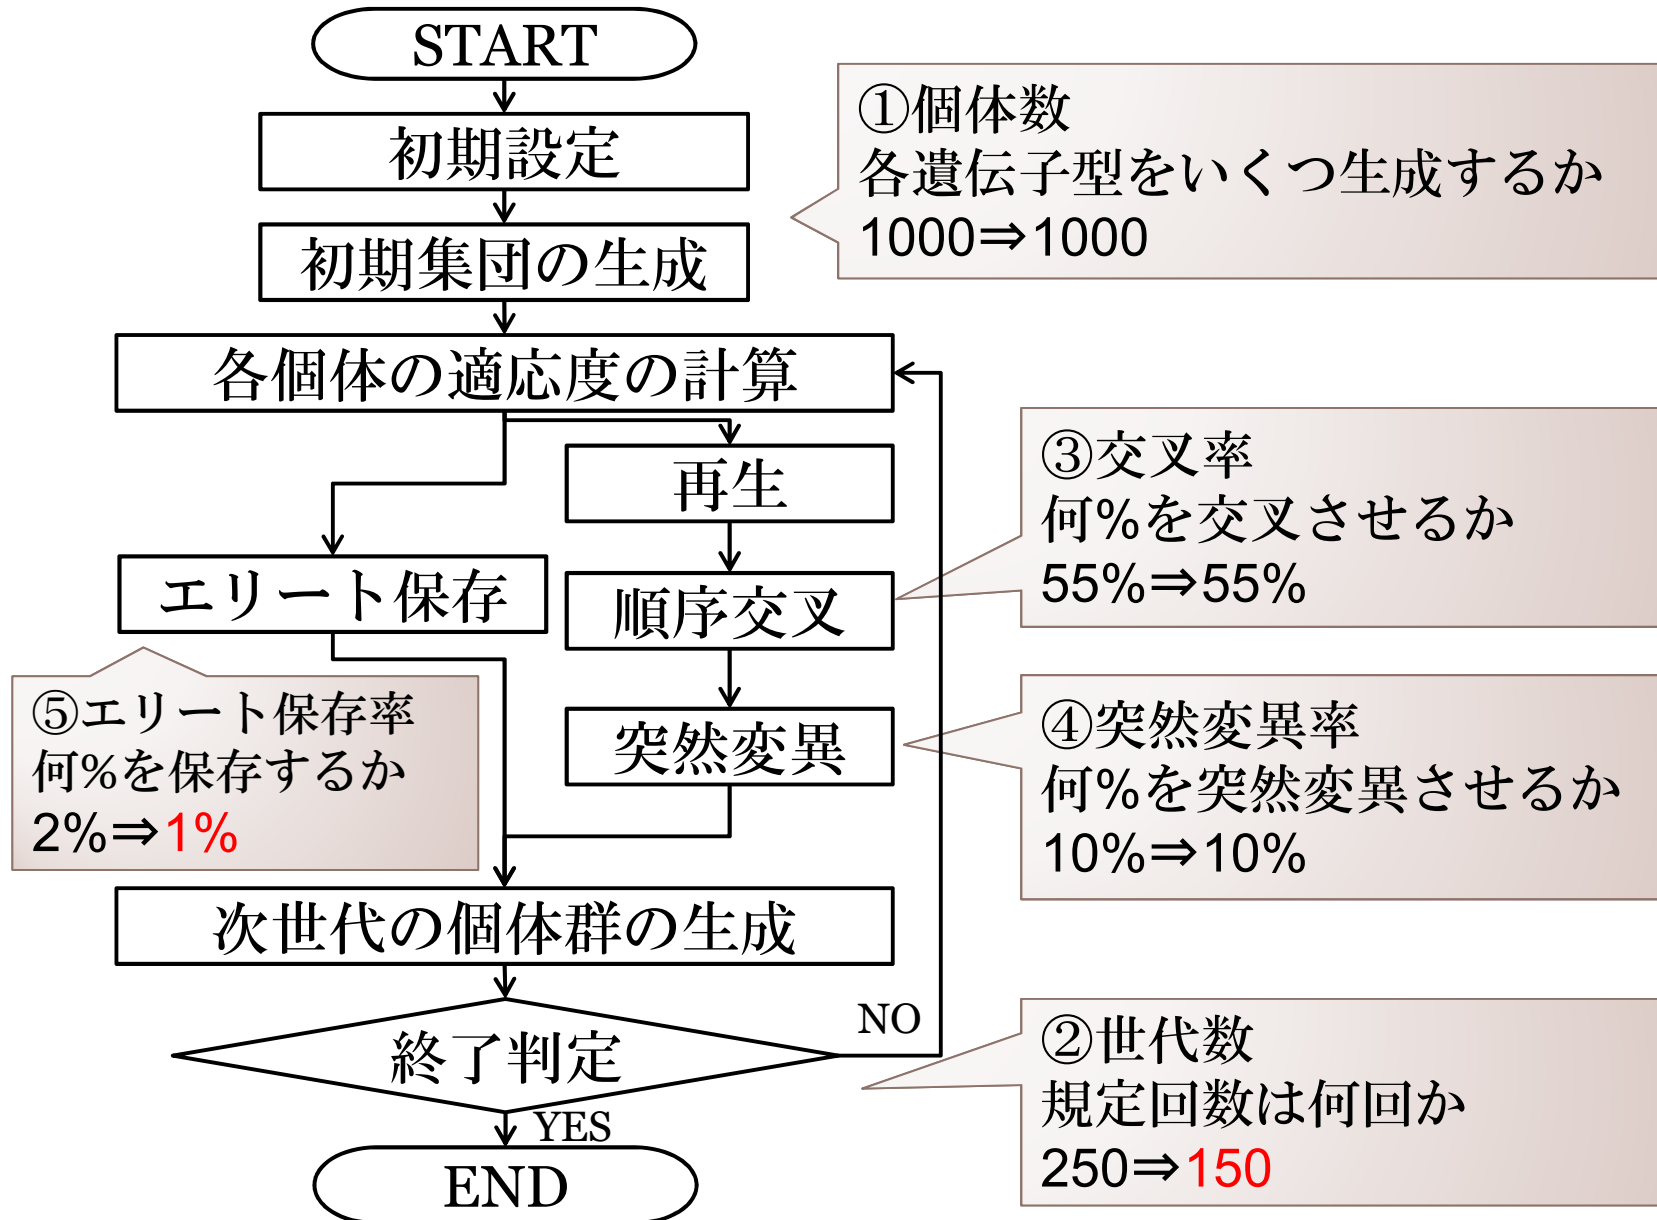 START
初期設定
初期集団の生成
①個体数
各遺伝子型をいくつ生成するか
1000⇒1000
各個体の適応度の計算
再生
③交叉率
何%を交叉させるか
55%⇒55%
エリート保存
順序交叉
⑤エリート保存率
何%を保存するか
2%⇒1%
突然変異
④突然変異率
何%を突然変異させるか
10%⇒10%
次世代の個体群の生成
終了判定
NO
YES
②世代数
規定回数は何回か
250⇒150
END